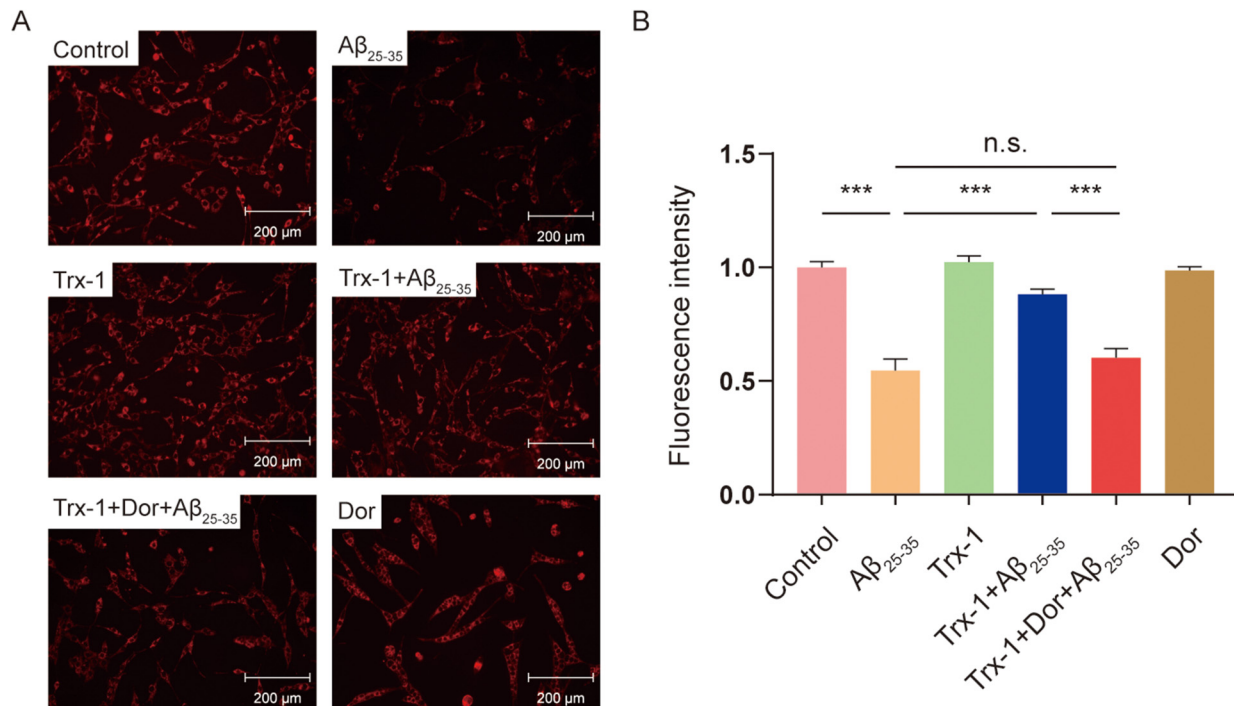 A
Control
200 μm
Aβ25-35
200 μm
Trx-1
200 μm
Trx-1+Aβ25-35
200 μm
Trx-1+Dor+Aβ25-35
200 μm
Dor
200 μm
B
Fluorescence intensity
1.5
1.0
0.5
0.0
n.s.
*** *** ***
Control
Aβ25-35
Trx-1
Trx-1+Aβ25-35
Trx-1+Dor+Aβ25-35
Dor